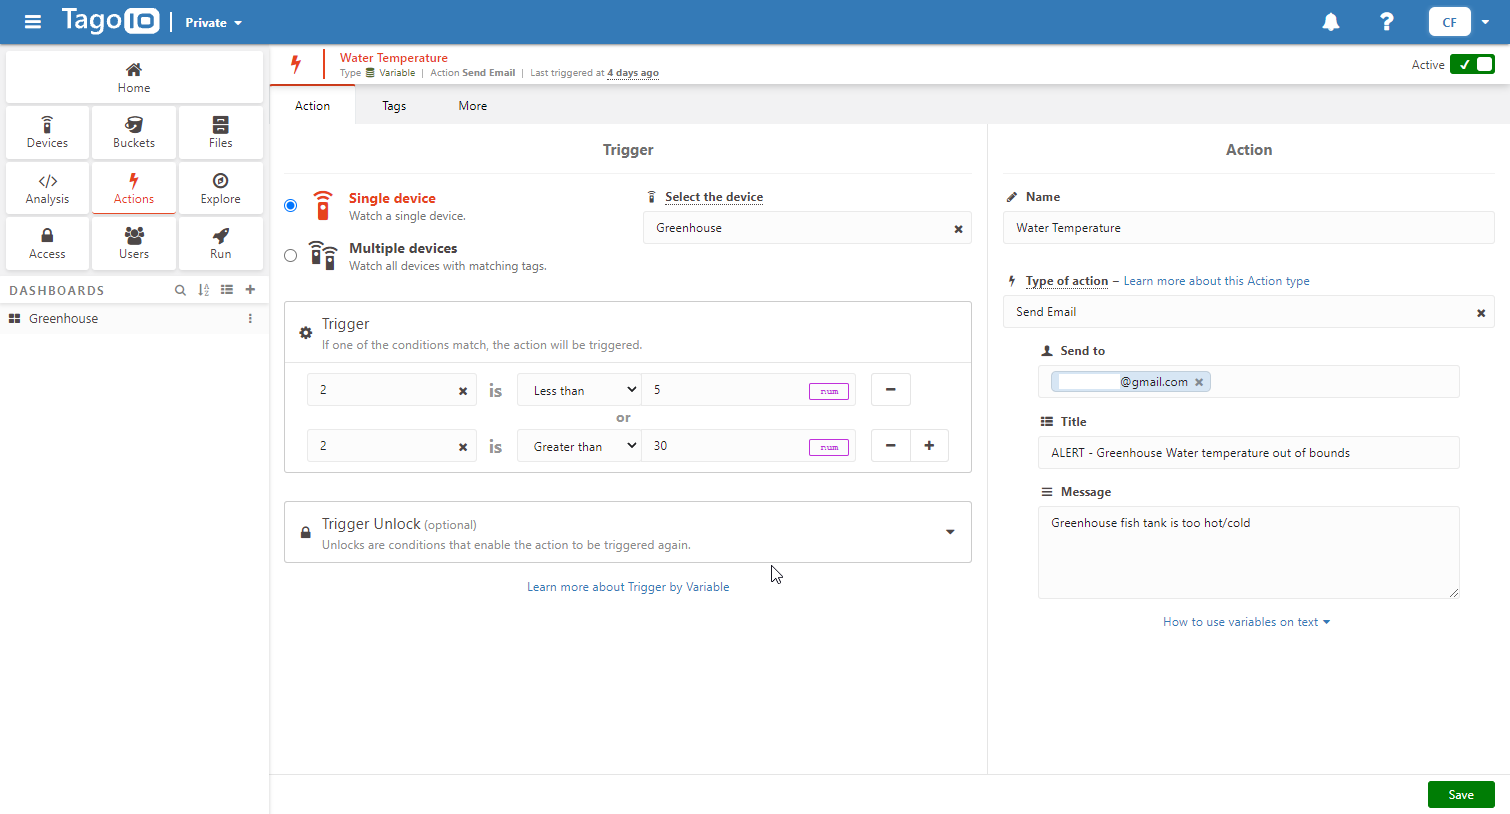 TagoIO Private
CF
Home
Devices Buckets Files
Analysis Actions Explore
Access Users Run
DASHBOARDS
Greenhouse
Water Temperature
Type Variable | Action Send Email | Last triggered at 4 days ago
Active
Action Tags More
Trigger
Single device
Watch a single device.
Multiple devices
Watch all devices with matching tags.
Select the device
Greenhouse
Trigger
If one of the conditions match, the action will be triggered.
2 is Less than 5 num
or
2 is Greater than 30 num
Trigger Unlock (optional)
Unlocks are conditions that enable the action to be triggered again.
Learn more about Trigger by Variable
Action
Name
Water Temperature
Type of action – Learn more about this Action type
Send Email
Send to
@gmail.com
Title
ALERT - Greenhouse Water temperature out of bounds
Message
Greenhouse fish tank is too hot/cold
How to use variables on text
Save